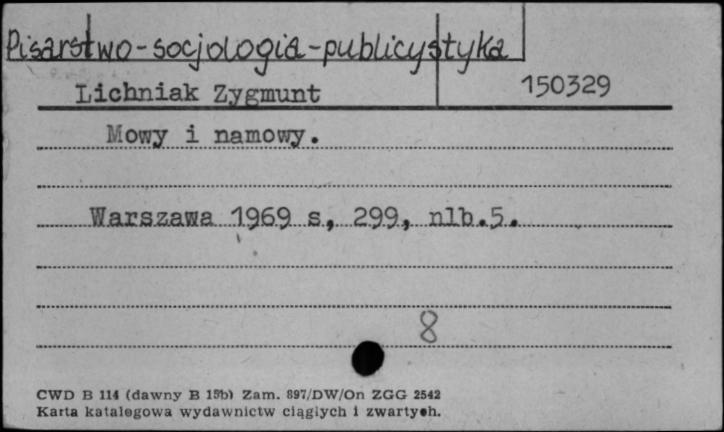 Pisarstwo-socjologia-publicystyka
Lichniak Zygmunt 150329
Mowy i namowy.
Warszawa 1969 s, 299, nlb.5.
8
CWD B 114 (dawny B 15b) Zam. 897/DW/On ZGG 2542
Karta katalogowa wydawnictw ciągłych i zwartych.